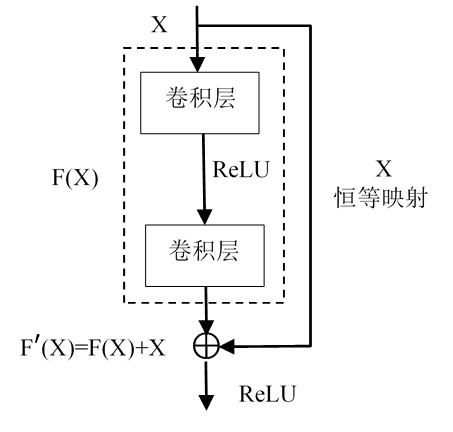 X
卷积层
F(X)
ReLU
X
恒等映射
卷积层
F′(X)=F(X)+X
ReLU